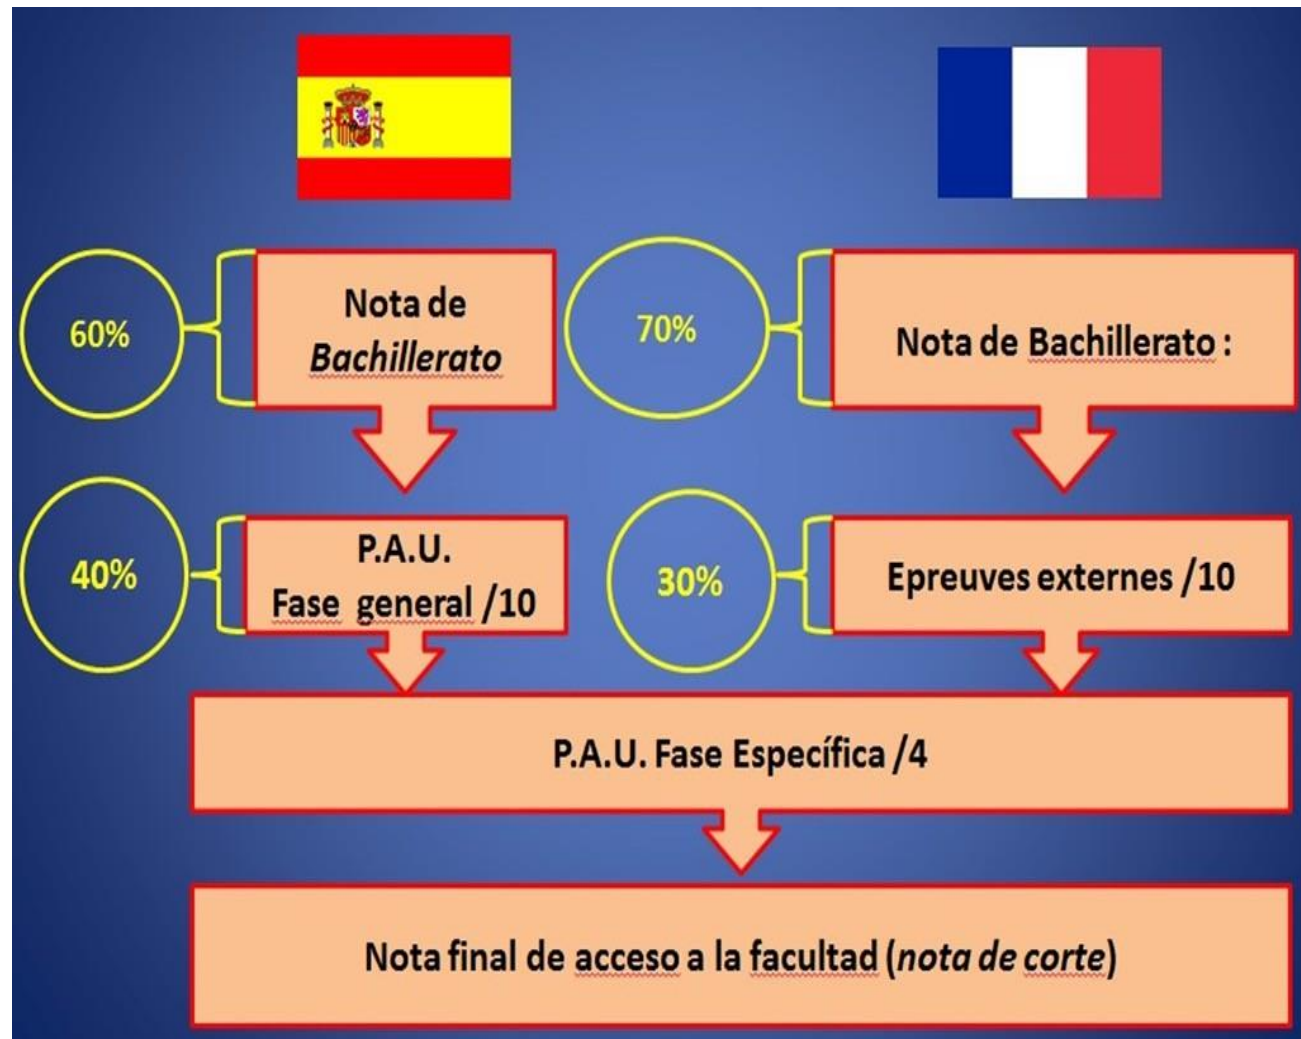 60%
Nota de
Bachillerato
70%
Nota de Bachillerato :
40%
P.A.U.
Fase general /10
30%
Epreuves externes /10
P.A.U. Fase Específica /4
Nota final de acceso a la facultad (nota de corte)